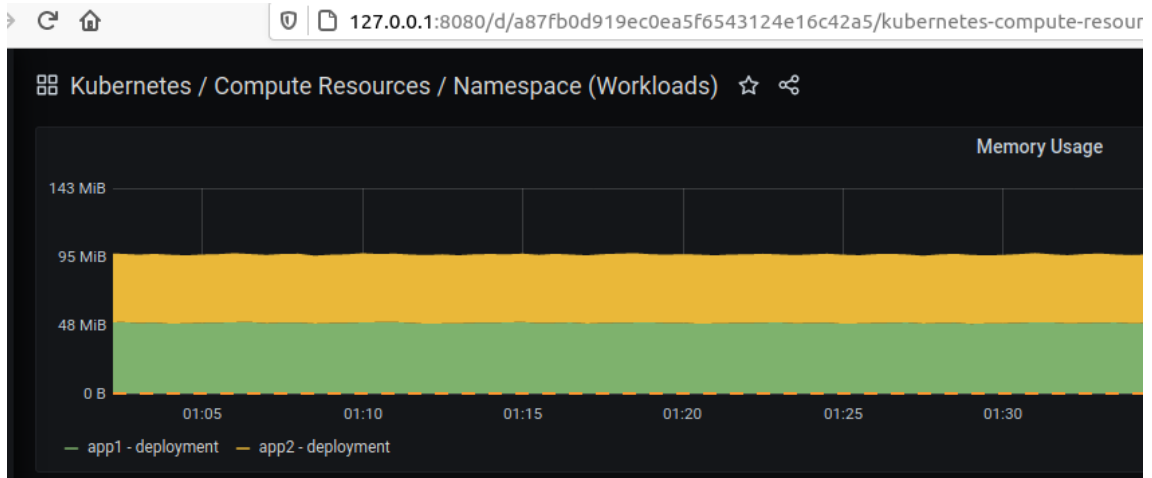 127.0.0.1:8080/d/a87fb0d919ec0ea5f6543124e16c42a5/kubernetes-compute-resour
Kubernetes / Compute Resources / Namespace (Workloads)
Memory Usage
143 MiB
95 MiB
48 MiB
0 B
01:05 01:10 01:15 01:20 01:25 01:30
app1 - deployment app2 - deployment